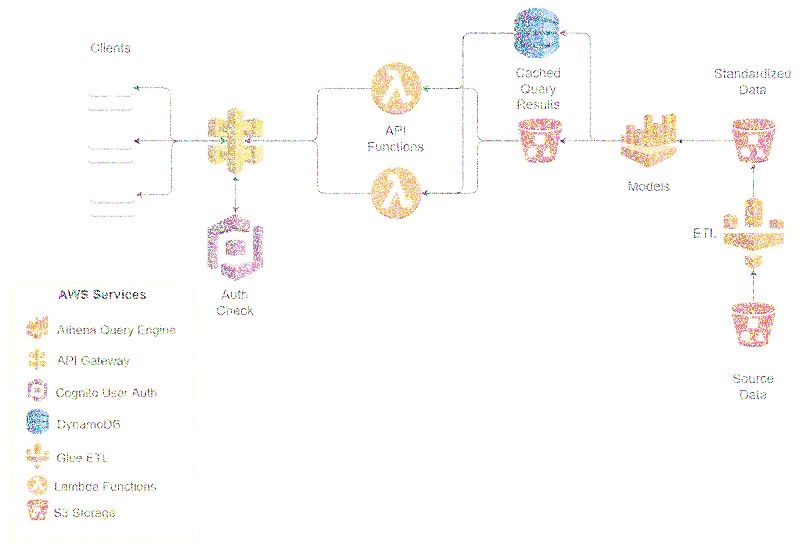 Clients
Cached
Query
Results
Standardized
Data
API
Functions
Models
ETL
Auth
Check
Source
Data
AWS Services
Athena Query Engine
API Gateway
Cognito User Auth
DynamoDB
Glue ETL
Lambda Functions
S3 Storage